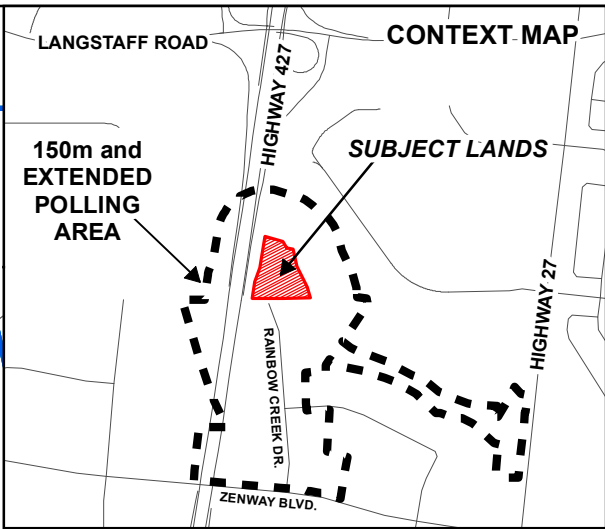 LANGSTAFF ROAD
CONTEXT MAP
HIGHWAY 427
150m and
EXTENDED
POLLING
AREA
SUBJECT LANDS
HIGHWAY 27
RAINBOW CREEK DR.
ZENWAY BLVD.